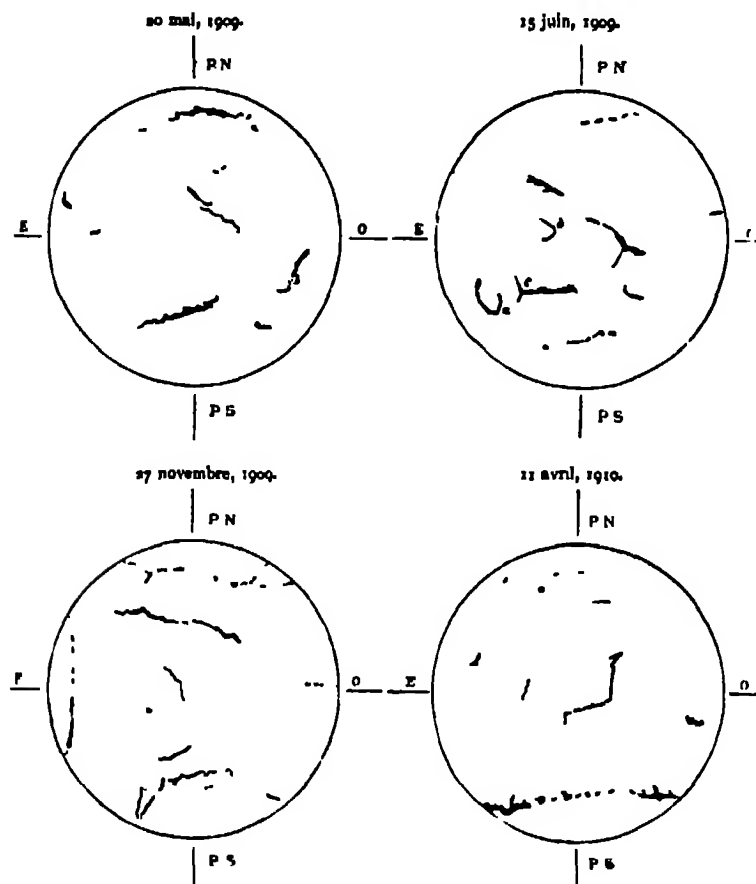 20 mai, 1909.
15 juin, 1909.
PN
PN
E
O
E
PS
PS
27 novembre, 1909.
11 avril, 1910.
PN
PN
O
E
O
PS
PS